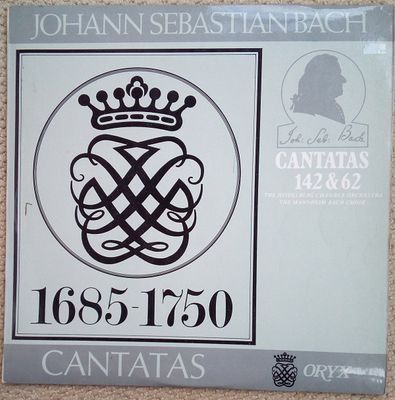 JOHANN SEBASTIAN BACH
Joh: Seb: Bach
CANTATAS
142 & 62
THE HEIDELBERG CHAMBER ORCHESTRA
THE MANNHEIM BACH CHOIR
1685-1750
CANTATAS
ORYX